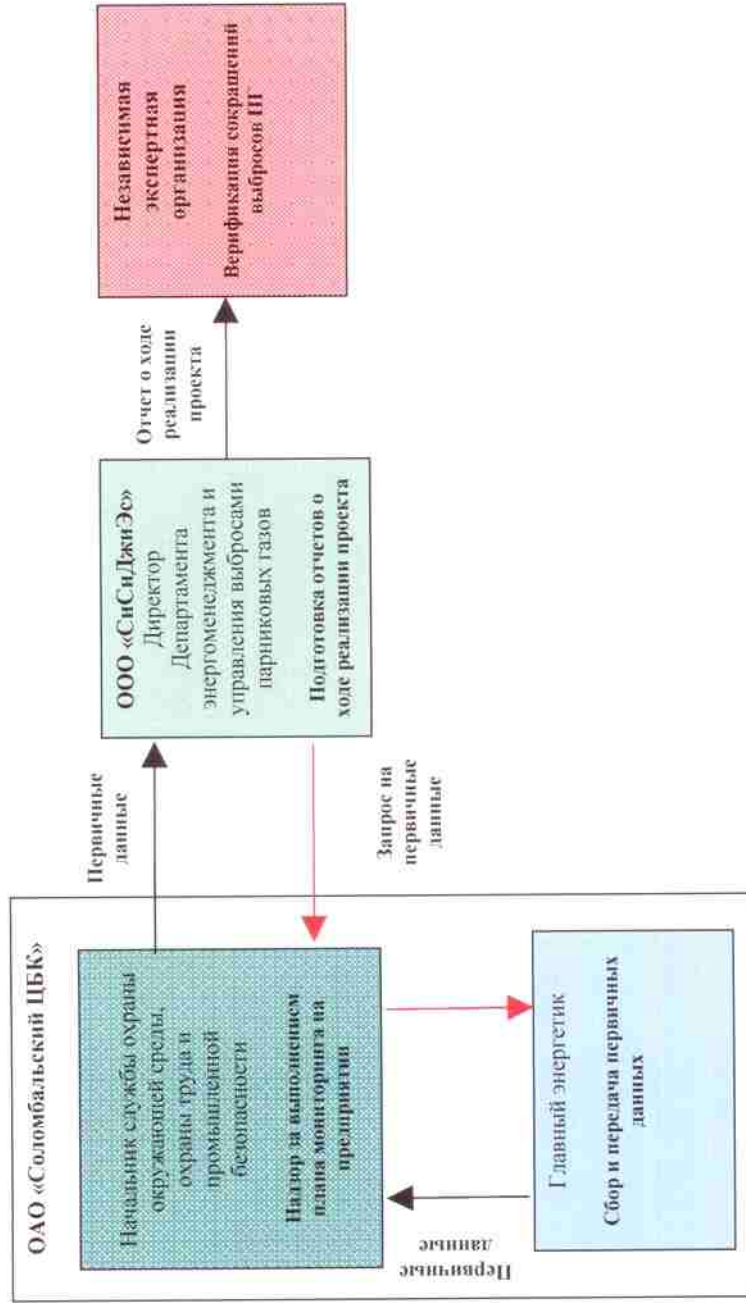 ОАО «Соломбальский ЦБК»
Начальник службы охраны
окружающей среды,
охраны труда и
промышленной
безопасности
Надзор за выполнением
плана мониторинга на
предприятии
Первичные
данные
Главный энергетик
Сбор и передача первичных
данных
Первичные
данные
Запрос на
первичные
данные
ООО «СиСиДжиЭс»
Директор
Департамента
энергоменеджмента и
управления выбросами
парниковых газов
Подготовка отчетов о
ходе реализации проекта
Отчет о ходе
реализации
проекта
Независимая
экспертная
организация
Верификация сокращений
выбросов ПГ